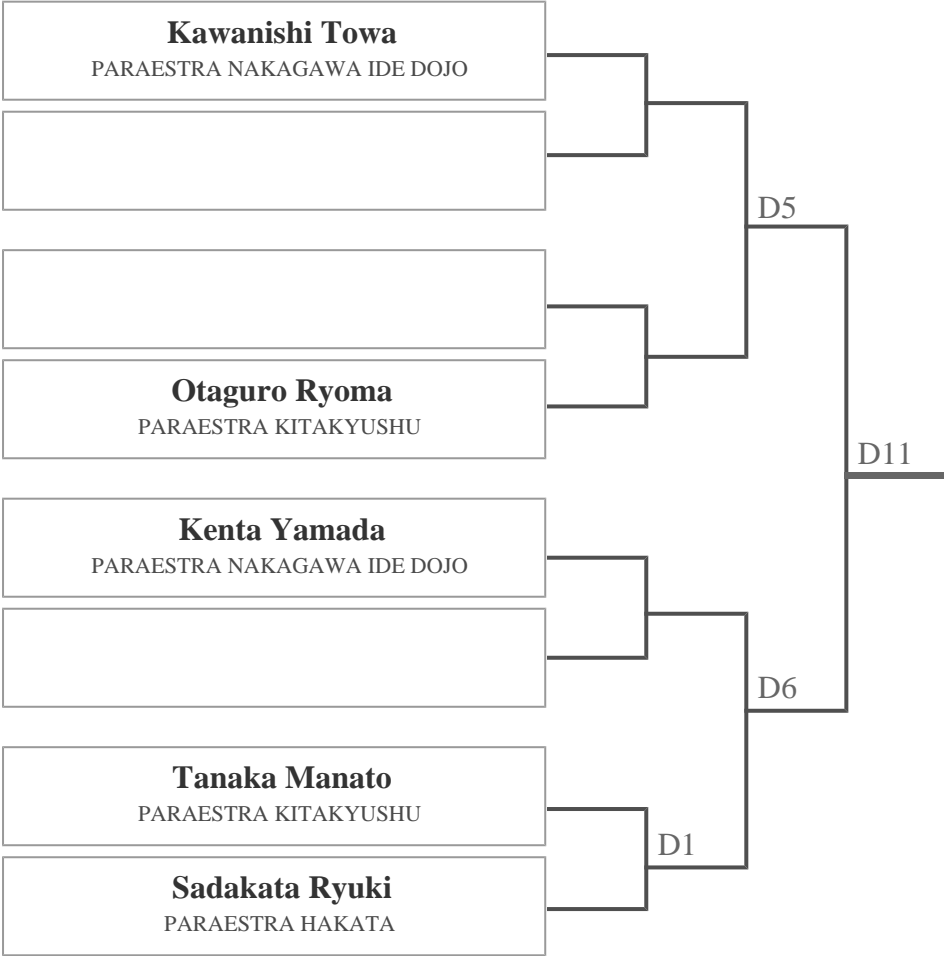 Kawanishi Towa
PARAESTRA NAKAGAWA IDE DOJO
D5
Otaguro Ryoma
PARAESTRA KITAKYUSHU
D11
Kenta Yamada
PARAESTRA NAKAGAWA IDE DOJO
D6
Tanaka Manato
PARAESTRA KITAKYUSHU
D1
Sadakata Ryuki
PARAESTRA HAKATA